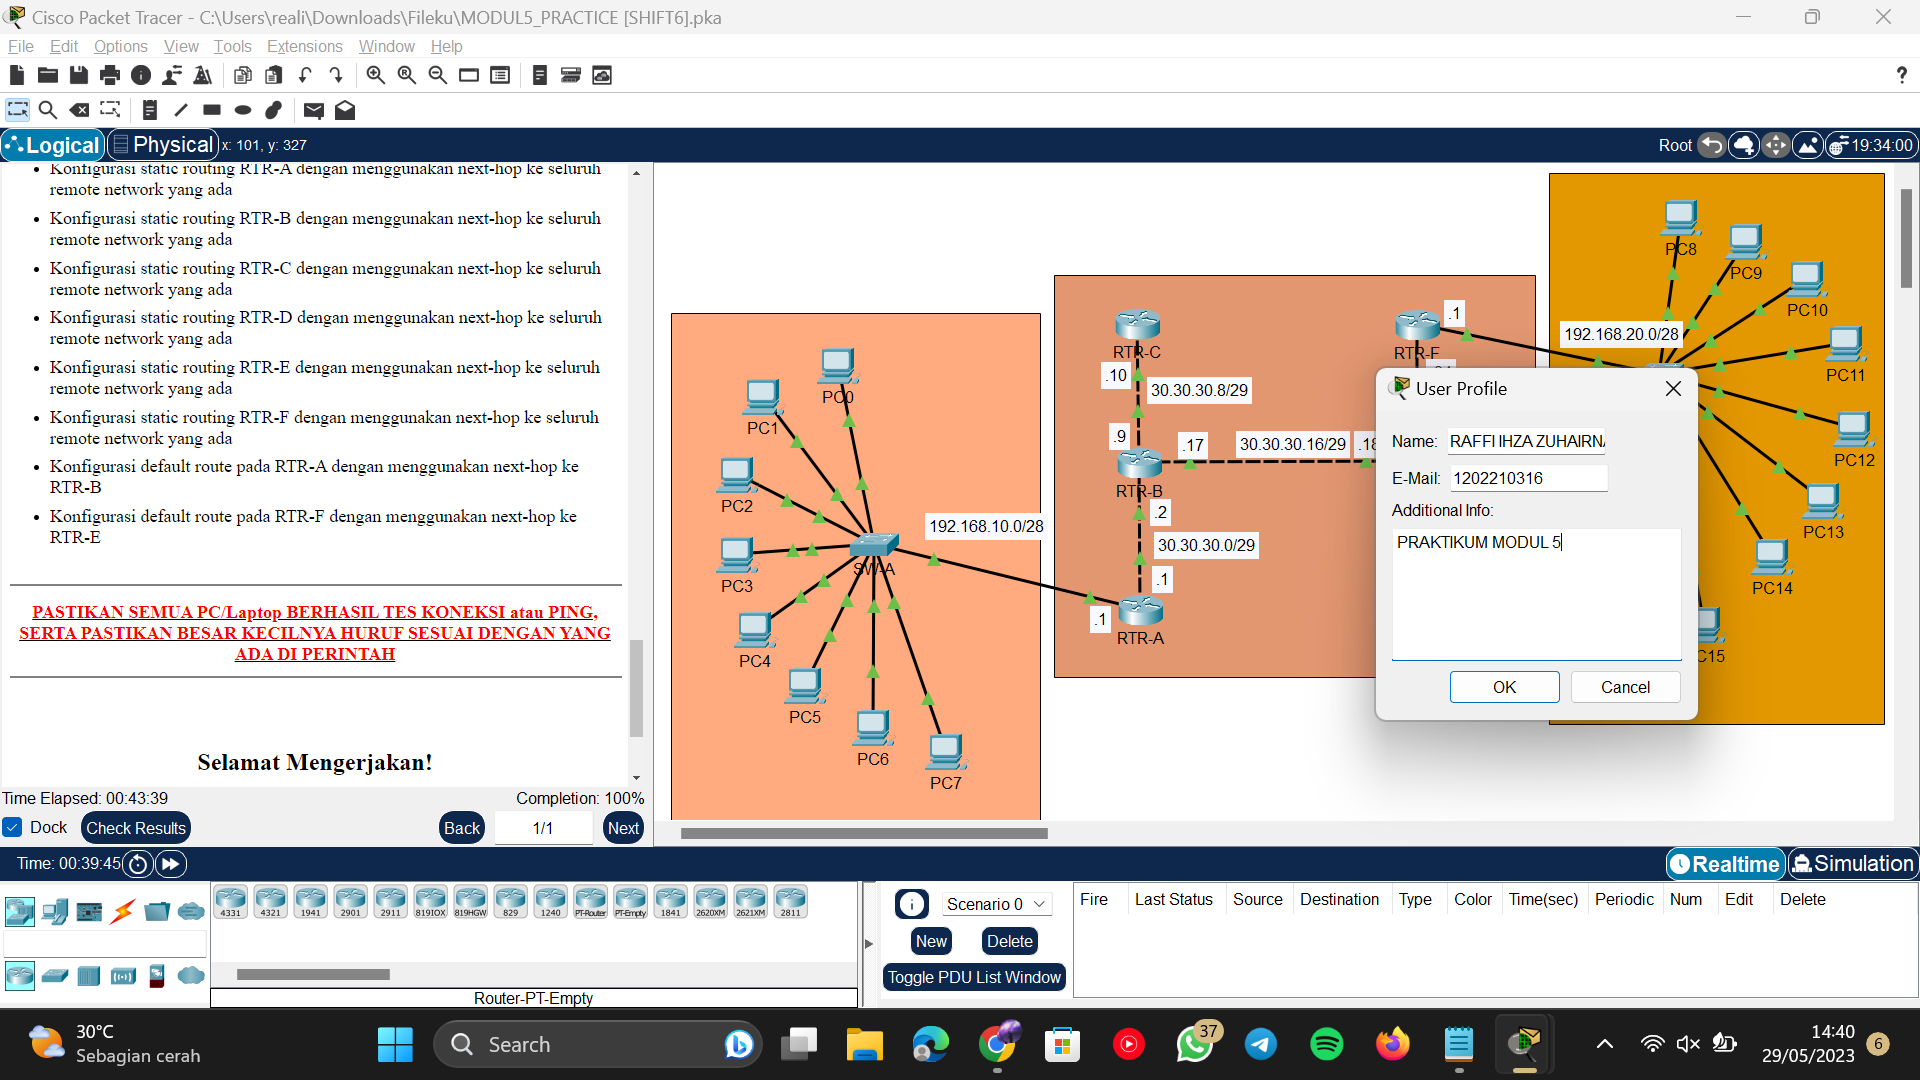 Cisco Packet Tracer - C:\Users\reali\Downloads\Fileku\MODUL5_PRACTICE [SHIFT6].pka
File Edit Options View Tools Extensions Window Help
?
Logical Physical x: 101, y: 327
Root 19:34:00
Konfigurasi static routing RTR-A dengan menggunakan next-hop ke seluruh
remote network yang ada
Konfigurasi static routing RTR-B dengan menggunakan next-hop ke seluruh
remote network yang ada
Konfigurasi static routing RTR-C dengan menggunakan next-hop ke seluruh
remote network yang ada
Konfigurasi static routing RTR-D dengan menggunakan next-hop ke seluruh
remote network yang ada
Konfigurasi static routing RTR-E dengan menggunakan next-hop ke seluruh
remote network yang ada
Konfigurasi static routing RTR-F dengan menggunakan next-hop ke seluruh
remote network yang ada
Konfigurasi default route pada RTR-A dengan menggunakan next-hop ke
RTR-B
Konfigurasi default route pada RTR-F dengan menggunakan next-hop ke
RTR-E
PASTIKAN SEMUA PC/Laptop BERHASIL TES KONEKSI atau PING,
SERTA PASTIKAN BESAR KECILNYA HURUF SESUAI DENGAN YANG
ADA DI PERINTAH
Selamat Mengerjakan!
Time Elapsed: 00:43:39 Completion: 100%
Dock Check Results Back 1/1 Next
PC0
PC1
PC2
PC3
PC4
PC5
PC6
PC7
SW-A
192.168.10.0/28
RTR-C
.10
30.30.30.8/29
.9
.17
30.30.30.16/29
.18
RTR-B
.2
30.30.30.0/29
.1
.1
RTR-A
.1
RTR-F
192.168.20.0/28
PC8
PC9
PC10
PC11
PC12
PC13
PC14
C15
User Profile
Name: RAFFI IHZA ZUHAIRN
E-Mail: 1202210316
Additional Info:
PRAKTIKUM MODUL 5
OK Cancel
Time: 00:39:45
Realtime Simulation
4331 4321 1941 2901 2911 819IOX 819HGW 829 1240 PT-Router PT-Empty 1841 2620XM 2621XM 2811
Router-PT-Empty
Scenario 0
New Delete
Toggle PDU List Window
Fire Last Status Source Destination Type Color Time(sec) Periodic Num Edit Delete
30°C
Sebagian cerah
Search
37
14:40
29/05/2023
6